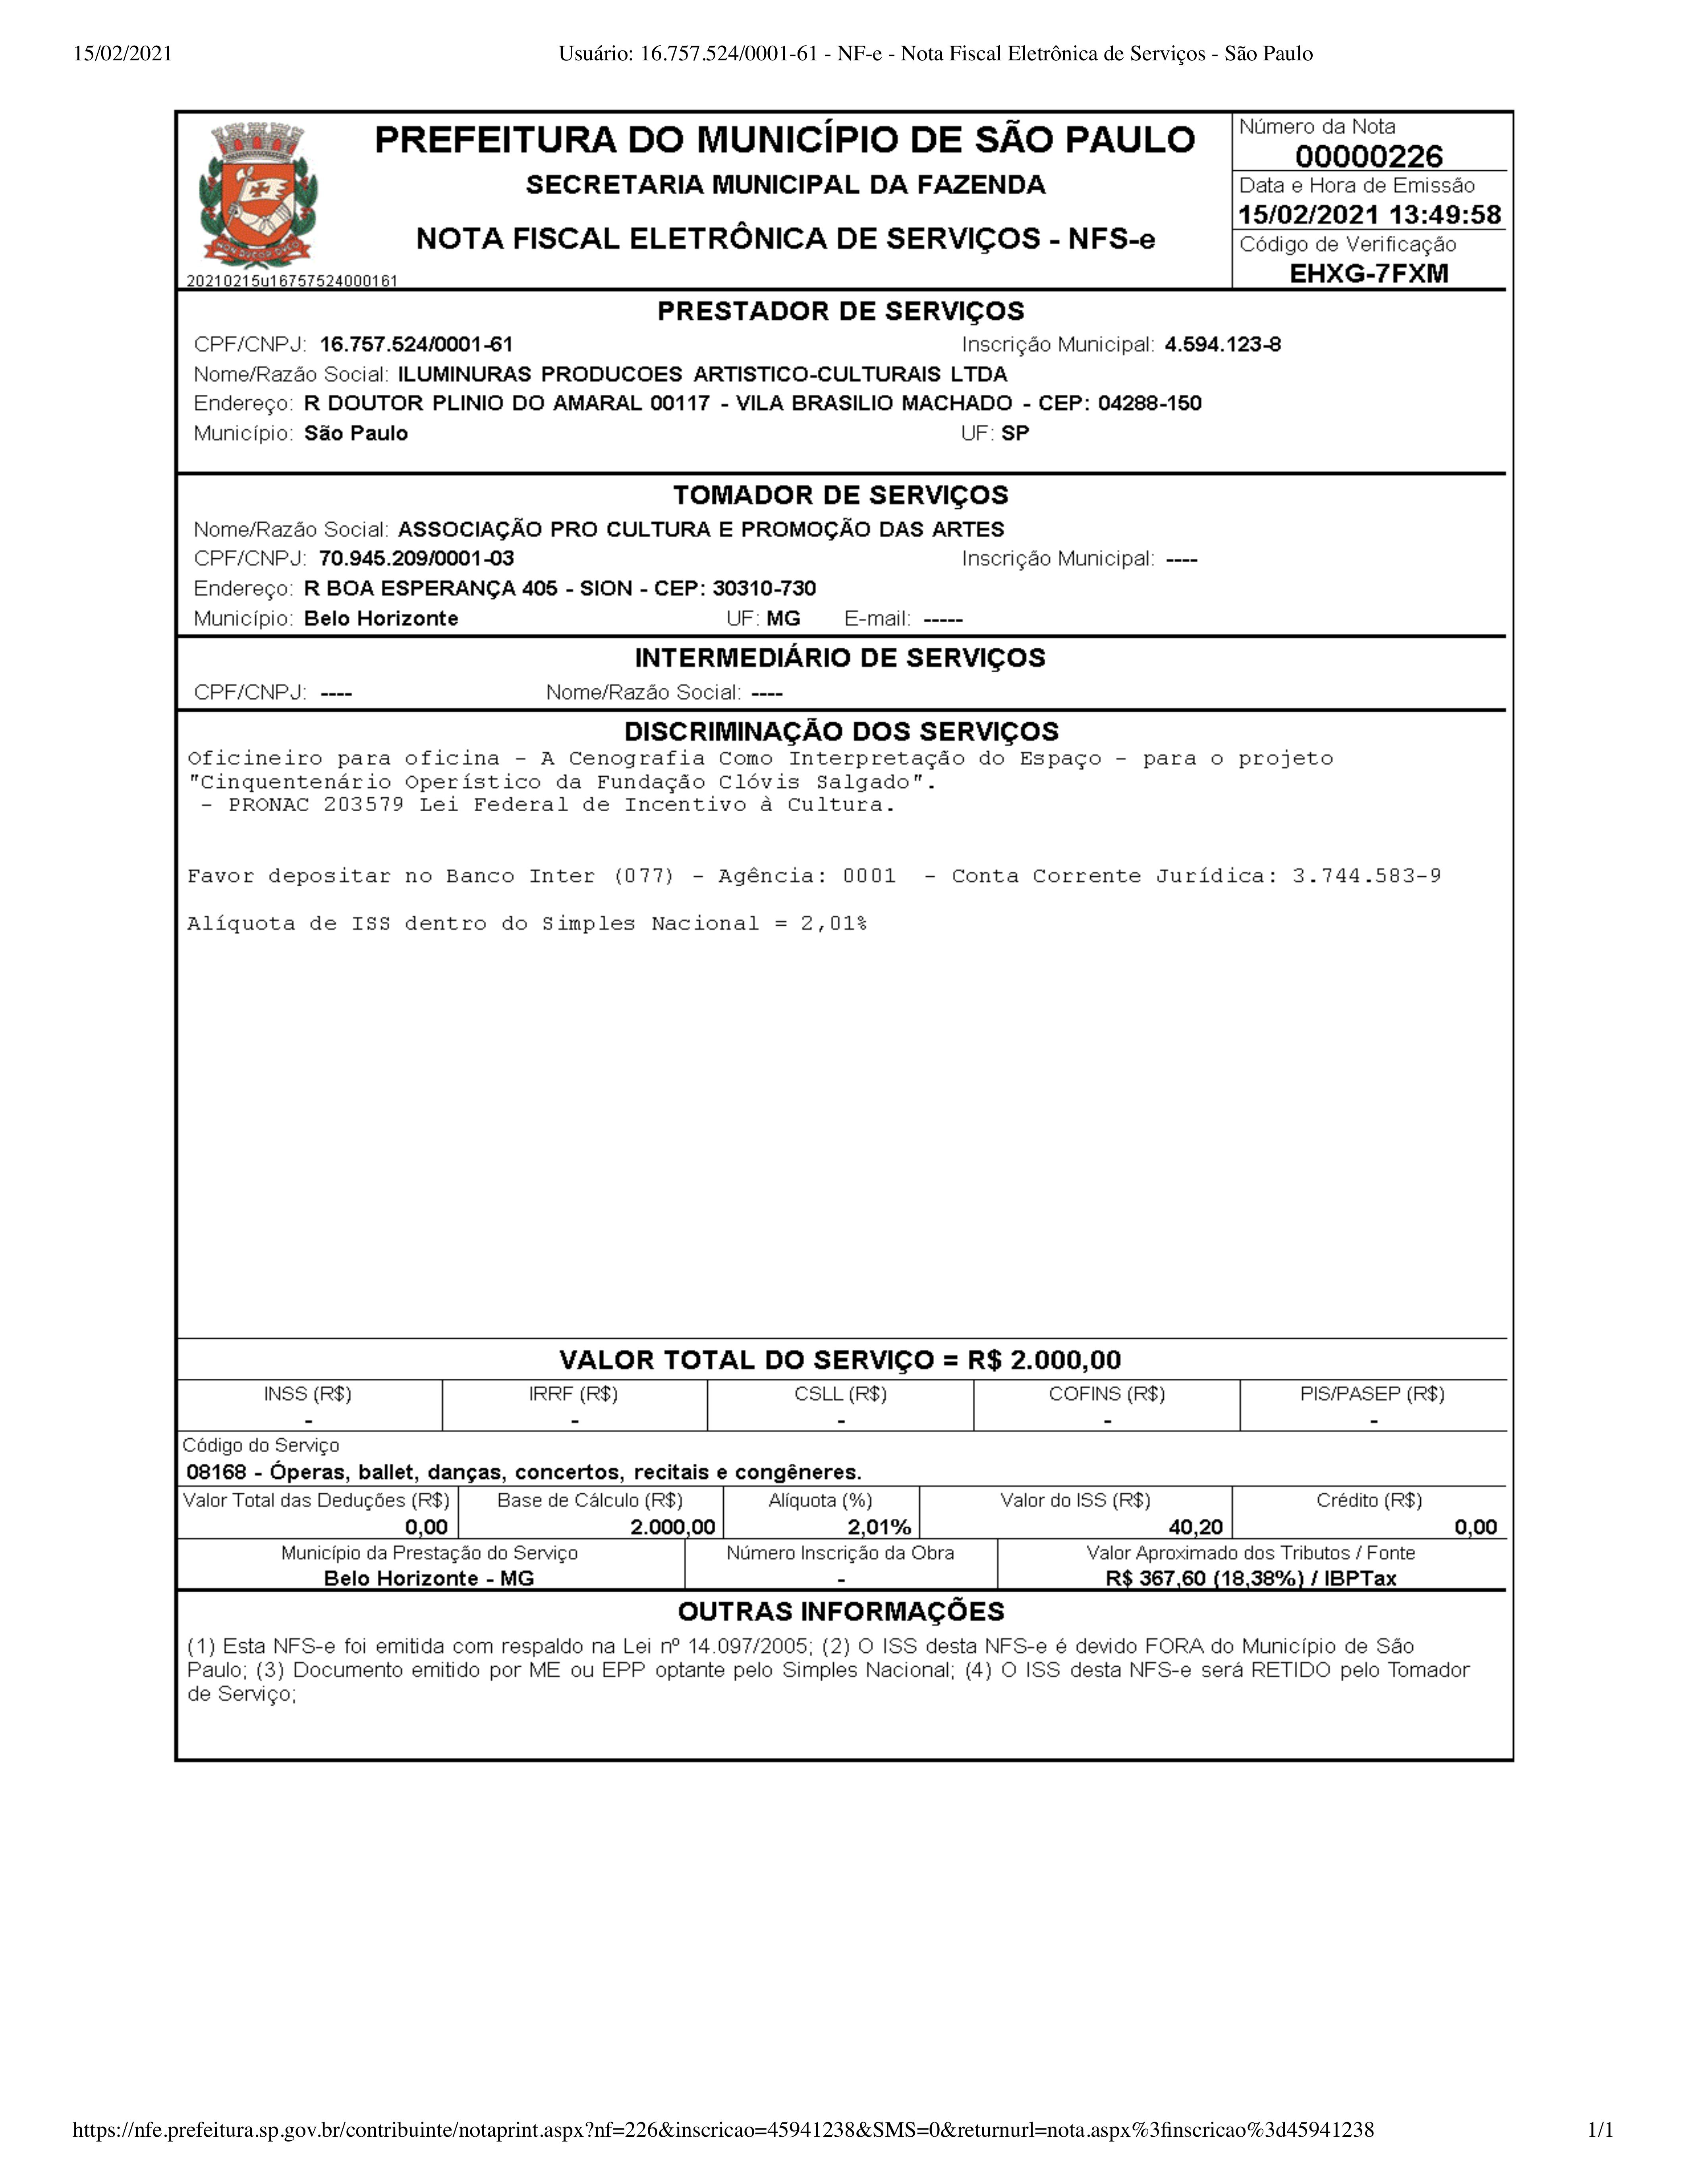 15/02/2021 Usuário: 16.757.524/0001-61 - NF-e - Nota Fiscal Eletrônica de Serviços - São Paulo
PREFEITURA DO MUNICÍPIO DE SÃO PAULO
SECRETARIA MUNICIPAL DA FAZENDA
NOTA FISCAL ELETRÔNICA DE SERVIÇOS - NFS-e
20210215u16757524000161
Número da Nota
00000226
Data e Hora de Emissão
15/02/2021 13:49:58
Código de Verificação
EHXG-7FXM
PRESTADOR DE SERVIÇOS
CPF/CNPJ: 16.757.524/0001-61 Inscrição Municipal: 4.594.123-8
Nome/Razão Social: ILUMINURAS PRODUCOES ARTISTICO-CULTURAIS LTDA
Endereço: R DOUTOR PLINIO DO AMARAL 00117 - VILA BRASILIO MACHADO - CEP: 04288-150
Município: São Paulo UF: SP
TOMADOR DE SERVIÇOS
Nome/Razão Social: ASSOCIAÇÃO PRO CULTURA E PROMOÇÃO DAS ARTES
CPF/CNPJ: 70.945.209/0001-03 Inscrição Municipal: ----
Endereço: R BOA ESPERANÇA 405 - SION - CEP: 30310-730
Município: Belo Horizonte UF: MG E-mail: -----
INTERMEDIÁRIO DE SERVIÇOS
CPF/CNPJ: ---- Nome/Razão Social: ----
DISCRIMINAÇÃO DOS SERVIÇOS
Oficineiro para oficina - A Cenografia Como Interpretação do Espaço - para o projeto
"Cinquentenário Operístico da Fundação Clóvis Salgado".
- PRONAC 203579 Lei Federal de Incentivo à Cultura.
Favor depositar no Banco Inter (077) - Agência: 0001 - Conta Corrente Jurídica: 3.744.583-9
Alíquota de ISS dentro do Simples Nacional = 2,01%
VALOR TOTAL DO SERVIÇO = R$ 2.000,00
INSS (R$) IRRF (R$) CSLL (R$) COFINS (R$) PIS/PASEP (R$)
- - - - -
Código do Serviço
08168 - Óperas, ballet, danças, concertos, recitais e congêneres.
Valor Total das Deduções (R$) Base de Cálculo (R$) Alíquota (%) Valor do ISS (R$) Crédito (R$)
0,00 2.000,00 2,01% 40,20 0,00
Município da Prestação do Serviço Número Inscrição da Obra Valor Aproximado dos Tributos / Fonte
Belo Horizonte - MG - R$ 367,60 (18,38%) / IBPTax
OUTRAS INFORMAÇÕES
(1) Esta NFS-e foi emitida com respaldo na Lei nº 14.097/2005; (2) O ISS desta NFS-e é devido FORA do Município de São
Paulo; (3) Documento emitido por ME ou EPP optante pelo Simples Nacional; (4) O ISS desta NFS-e será RETIDO pelo Tomador
de Serviço;
https://nfe.prefeitura.sp.gov.br/contribuinte/notaprint.aspx?nf=226&inscricao=45941238&SMS=0&returnurl=nota.aspx%3finscricao%3d45941238 1/1